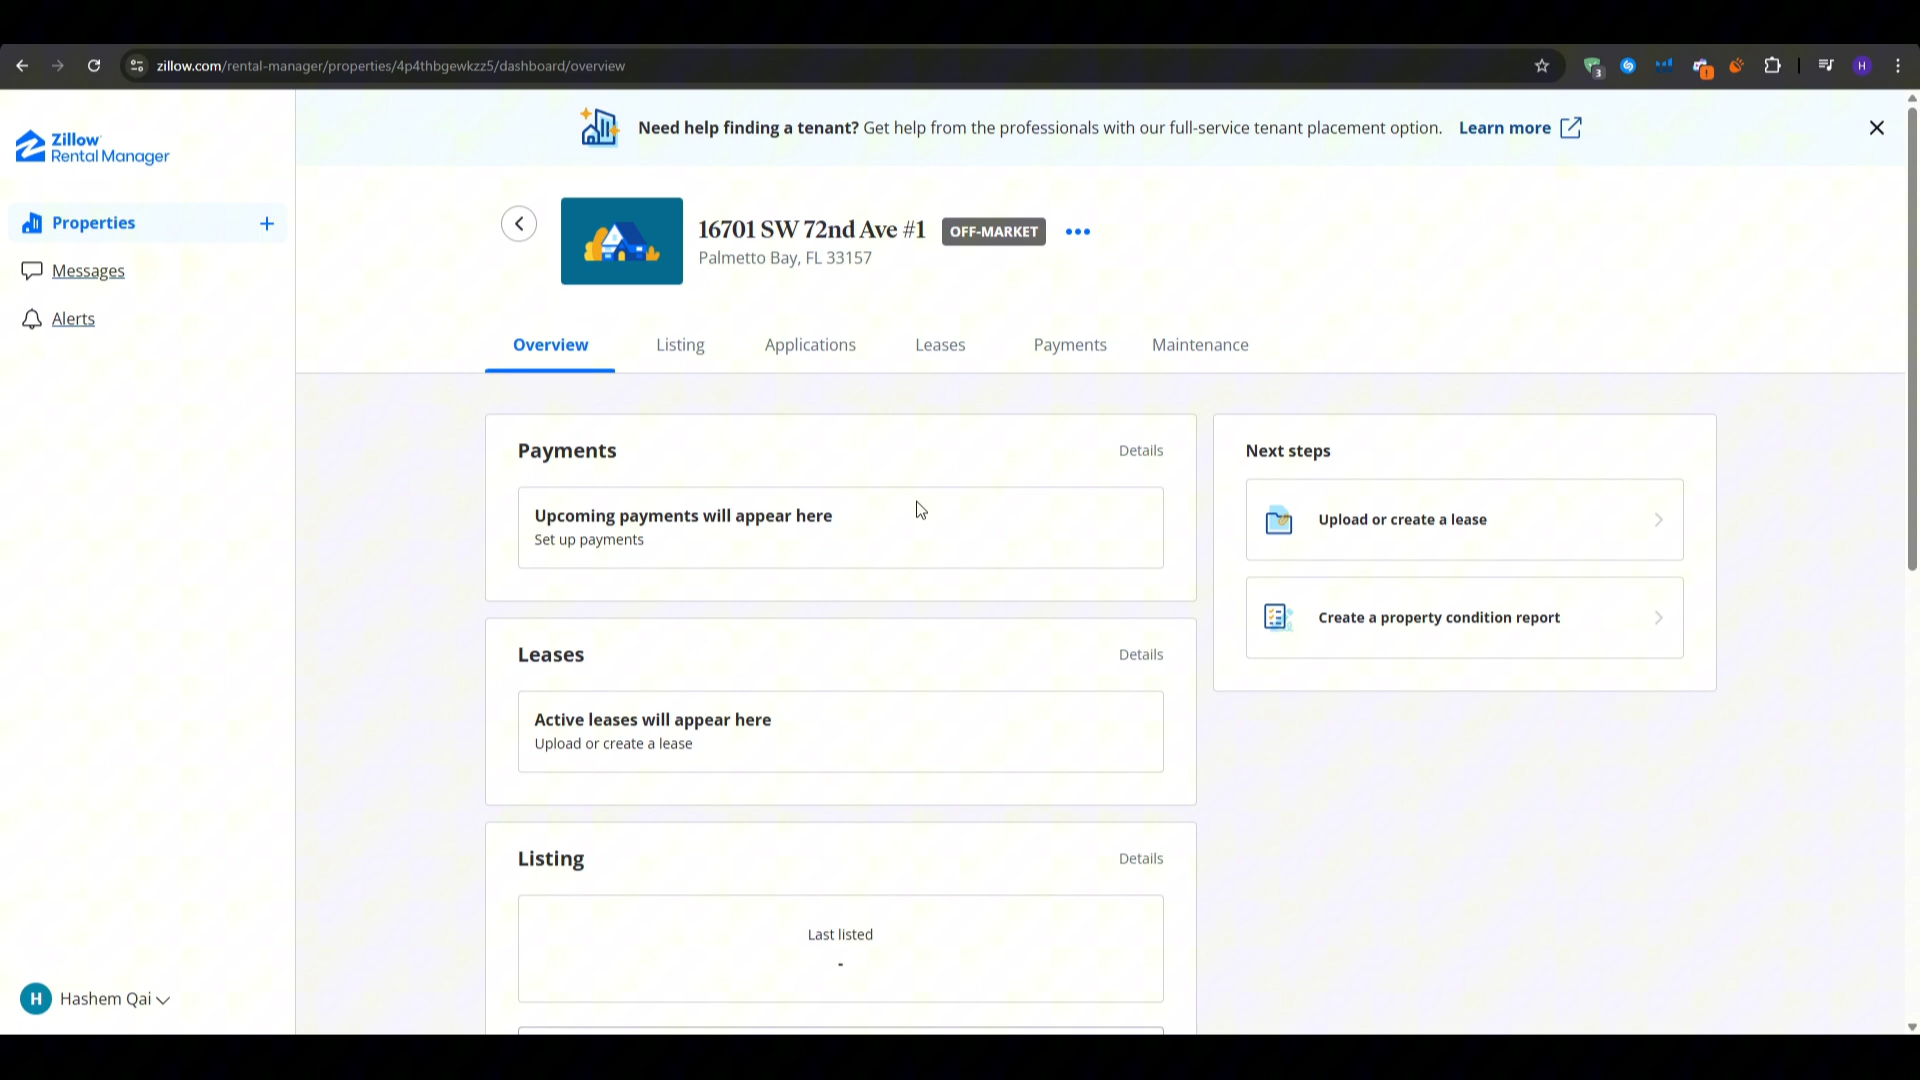 zillow.com/rental-manager/properties/4p4thbgewkzz5/dashboard/overview
3
!
H
Zillow
Rental Manager
Need help finding a tenant? Get help from the professionals with our full-service tenant placement option. Learn more
Properties
Messages
Alerts
16701 SW 72nd Ave #1 OFF-MARKET
Palmetto Bay, FL 33157
Overview Listing Applications Leases Payments Maintenance
Payments Details
Upcoming payments will appear here
Set up payments
Next steps
Upload or create a lease
Create a property condition report
Leases Details
Active leases will appear here
Upload or create a lease
Listing Details
Last listed
-
H Hashem Qai